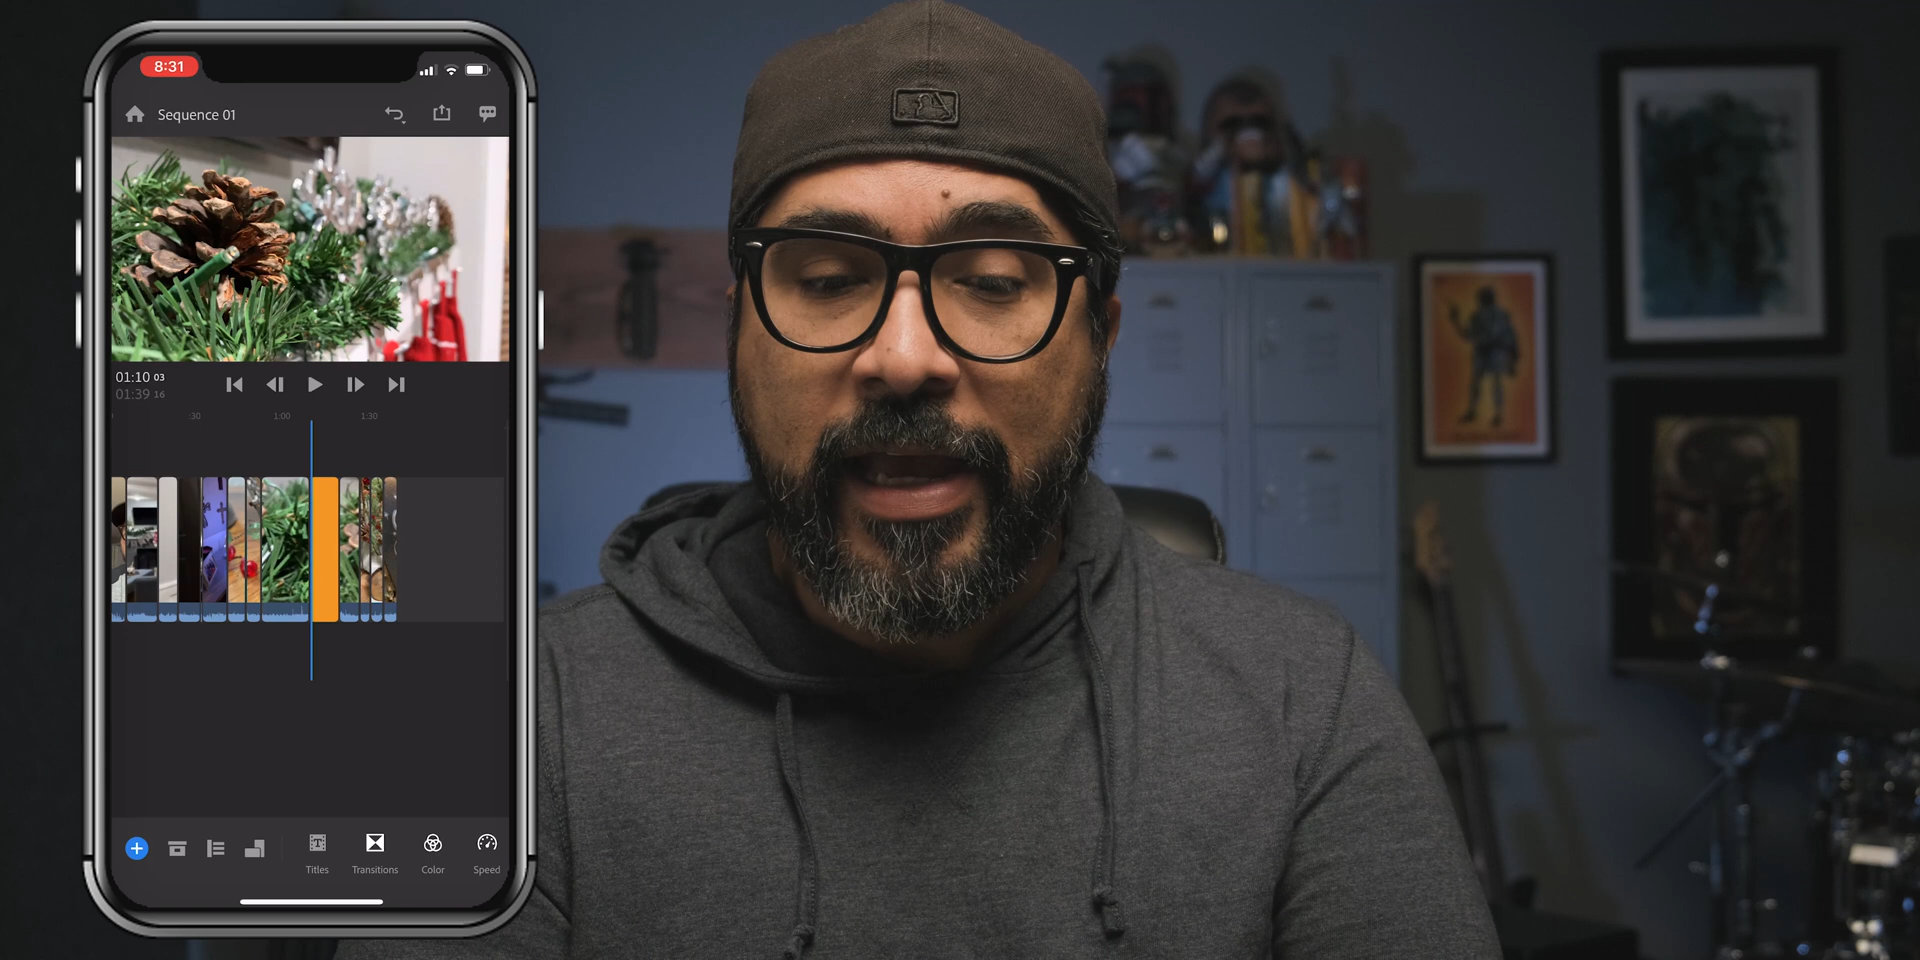 8:31
Sequence 01
01:10 03
01:39 16
:30 1:00 1:30
Titles Transitions Color Speed